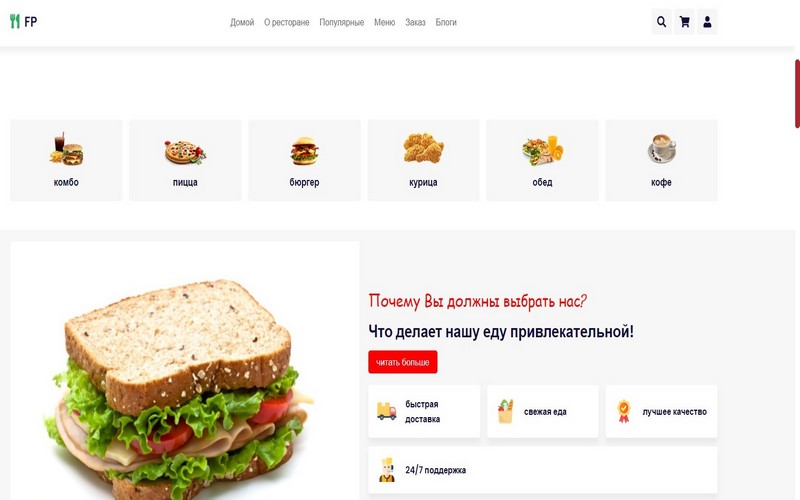 FP
Домой О ресторане Популярные Меню Заказ Блоги
комбо пицца бюргер курица обед кофе
Почему Вы должны выбрать нас?
Что делает нашу еду привлекательной!
читать больше
быстрая
доставка
свежая еда
лучшее качество
24/7 поддержка